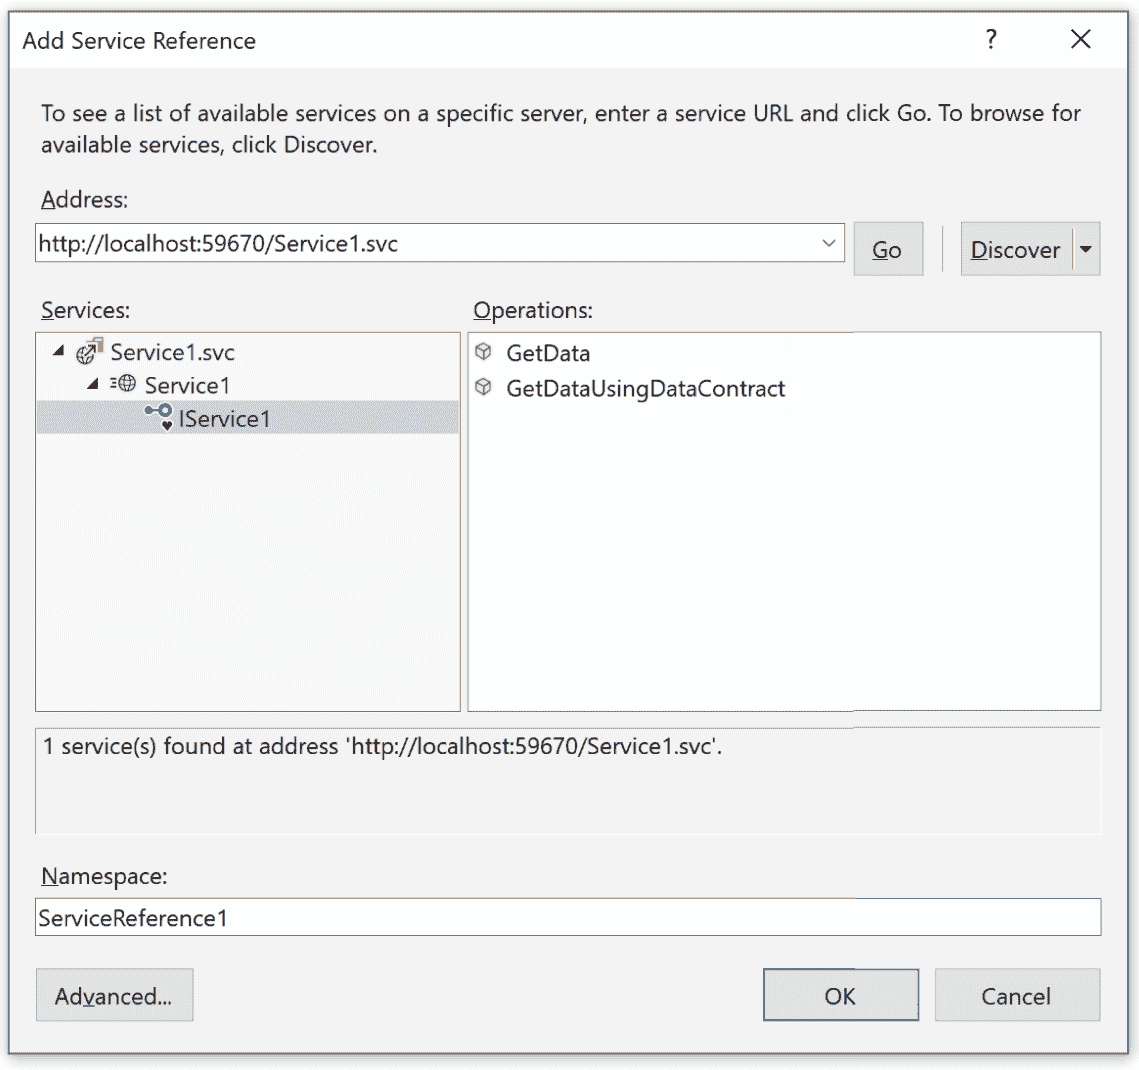 Add Service Reference
?
To see a list of available services on a specific server, enter a service URL and click Go. To browse for
available services, click Discover.
Address:
http://localhost:59670/Service1.svc
Go
Discover
Services:
Operations:
Service1.svc
Service1
IService1
GetData
GetDataUsingDataContract
1 service(s) found at address 'http://localhost:59670/Service1.svc'.
Namespace:
ServiceReference1
Advanced...
OK
Cancel